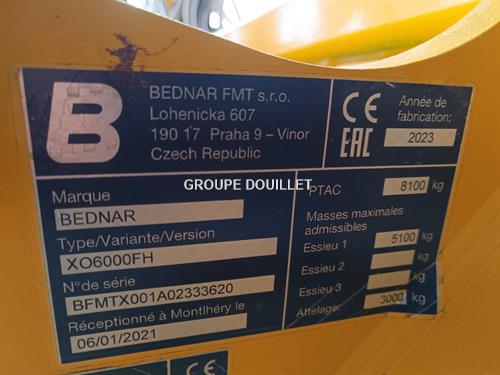 B
BEDNAR FMT s.r.o.
Lohenicka 607
190 17 Praha 9 – Vinor
Czech Republic
CE
EAC
Année de
fabrication:
2023
GROUPE DOUILLET
Marque
BEDNAR
Type/Variante/Version
XO6000FH
N°de série
BFMTX001A02333620
Réceptionné à Montlhéry le
06/01/2021
PTAC 8100 kg
Masses maximales
admissibles
Essieu 1 5100 kg
Essieu 2 kg
Essieu 3 kg
Attelage: 3000 kg
CE